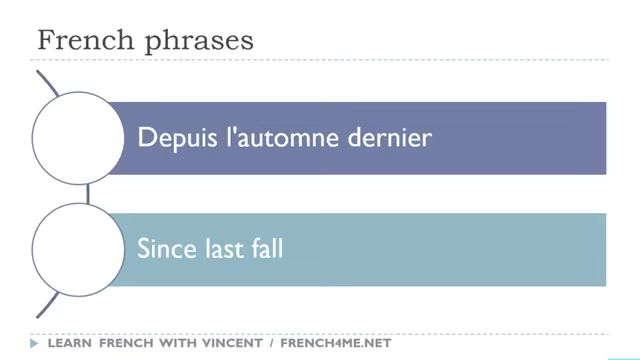 French phrases
Depuis l'automne dernier
Since last fall
LEARN FRENCH WITH VINCENT / FRENCH4ME.NET